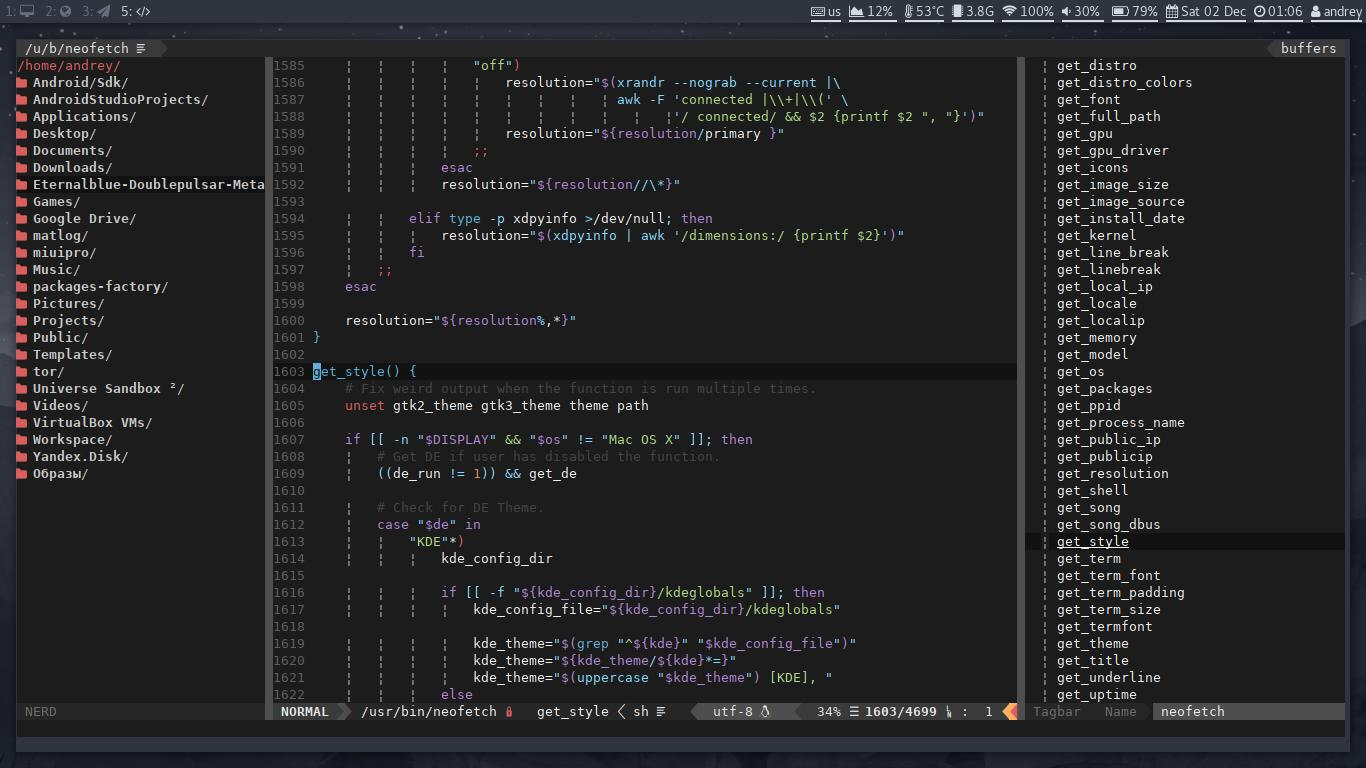 1: 2: 3: 5: </> us 12% 53°C 3.8G 100% 30% 79% Sat 02 Dec 01:06 andrey
/u/b/neofetch buffers
/home/andrey/
Android/Sdk/
AndroidStudioProjects/
Applications/
Desktop/
Documents/
Downloads/
Eternalblue-Doublepulsar-Meta
Games/
Google Drive/
matlog/
miuipro/
Music/
packages-factory/
Pictures/
Projects/
Public/
Templates/
tor/
Universe Sandbox ²/
Videos/
VirtualBox VMs/
Workspace/
Yandex.Disk/
Образы/
1585 "off")
1586 resolution="$(xrandr --nograb --current |\
1587 awk -F 'connected |\\+|\\(' \
1588 '/ connected/ && $2 {printf $2 ", "}')"
1589 resolution="${resolution/primary }"
1590 ;;
1591 esac
1592 resolution="${resolution//\*}"
1593
1594 elif type -p xdpyinfo >/dev/null; then
1595 resolution="$(xdpyinfo | awk '/dimensions:/ {printf $2}')"
1596 fi
1597 ;;
1598 esac
1599
1600 resolution="${resolution%,*}"
1601 }
1602
1603 get_style() {
1604 # Fix weird output when the function is run multiple times.
1605 unset gtk2_theme gtk3_theme theme path
1606
1607 if [[ -n "$DISPLAY" && "$os" != "Mac OS X" ]]; then
1608 # Get DE if user has disabled the function.
1609 ((de_run != 1)) && get_de
1610
1611 # Check for DE Theme.
1612 case "$de" in
1613 "KDE"*)
1614 kde_config_dir
1615
1616 if [[ -f "${kde_config_dir}/kdeglobals" ]]; then
1617 kde_config_file="${kde_config_dir}/kdeglobals"
1618
1619 kde_theme="$(grep "^${kde}" "$kde_config_file")"
1620 kde_theme="${kde_theme/${kde}*=}"
1621 kde_theme="$(uppercase "$kde_theme") [KDE], "
1622 else
get_distro
get_distro_colors
get_font
get_full_path
get_gpu
get_gpu_driver
get_icons
get_image_size
get_image_source
get_install_date
get_kernel
get_line_break
get_linebreak
get_local_ip
get_locale
get_localip
get_memory
get_model
get_os
get_packages
get_ppid
get_process_name
get_public_ip
get_publicip
get_resolution
get_shell
get_song
get_song_dbus
get_style
get_term
get_term_font
get_term_padding
get_term_size
get_termfont
get_theme
get_title
get_underline
get_uptime
NERD NORMAL /usr/bin/neofetch get_style < sh utf-8 34% ☰ 1603/4699 : 1 Tagbar Name neofetch